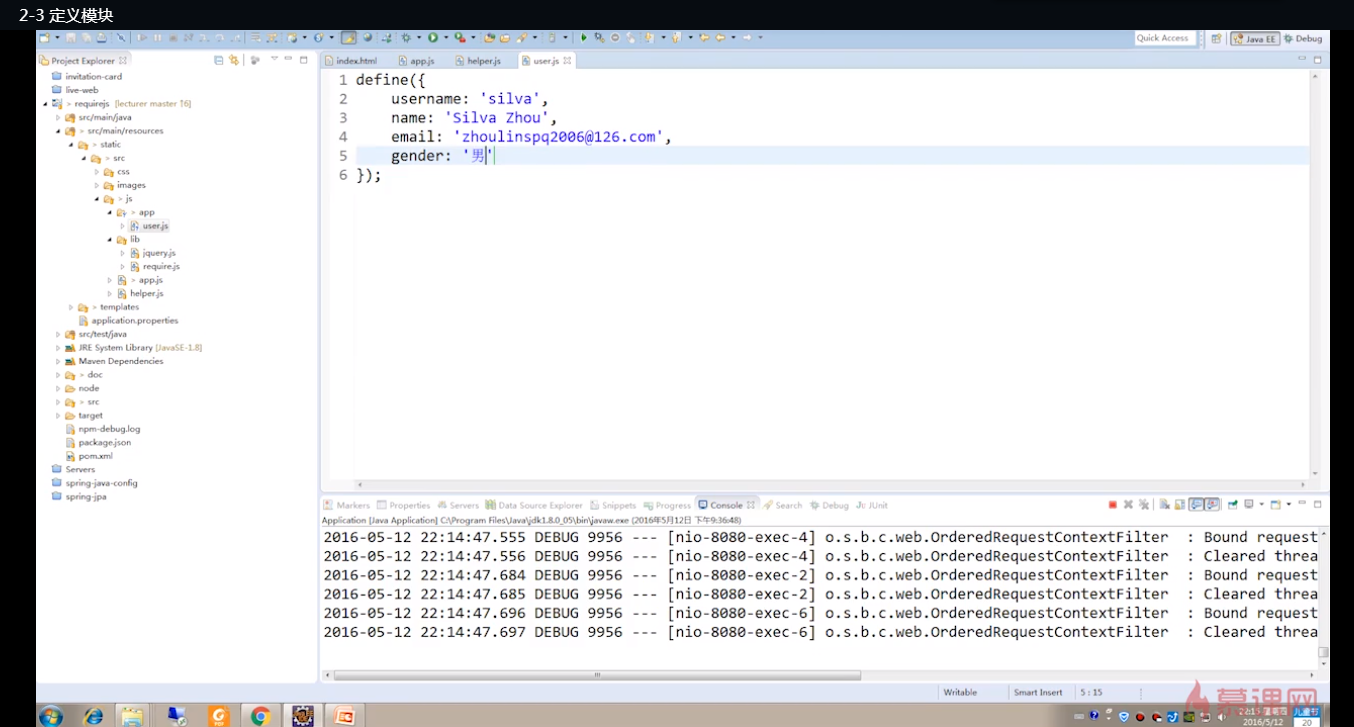 2-3 定义模块
Quick Access
Java EE
Debug
Project Explorer
invitation-card
live-web
> requirejs [lecturer master ↑6]
src/main/java
> src/main/resources
> static
> src
css
images
> js
> app
user.js
lib
jquery.js
require.js
> app.js
helper.js
> templates
application.properties
src/test/java
JRE System Library [JavaSE-1.8]
Maven Dependencies
> doc
node
> src
target
npm-debug.log
package.json
pom.xml
Servers
spring-java-config
spring-jpa
index.html app.js helper.js user.js
1 define({
2 username: 'silva',
3 name: 'Silva Zhou',
4 email: 'zhoulinspq2006@126.com',
5 gender: '男'
6 });
Markers Properties Servers Data Source Explorer Snippets Progress Console Search Debug JUnit
Application [Java Application] C:\Program Files\Java\jdk1.8.0_05\bin\javaw.exe (2016年5月12日 下午9:36:48)
2016-05-12 22:14:47.555 DEBUG 9956 --- [nio-8080-exec-4] o.s.b.c.web.OrderedRequestContextFilter : Bound request
2016-05-12 22:14:47.556 DEBUG 9956 --- [nio-8080-exec-4] o.s.b.c.web.OrderedRequestContextFilter : Cleared threa
2016-05-12 22:14:47.684 DEBUG 9956 --- [nio-8080-exec-2] o.s.b.c.web.OrderedRequestContextFilter : Bound request
2016-05-12 22:14:47.685 DEBUG 9956 --- [nio-8080-exec-2] o.s.b.c.web.OrderedRequestContextFilter : Cleared threa
2016-05-12 22:14:47.696 DEBUG 9956 --- [nio-8080-exec-6] o.s.b.c.web.OrderedRequestContextFilter : Bound request
2016-05-12 22:14:47.697 DEBUG 9956 --- [nio-8080-exec-6] o.s.b.c.web.OrderedRequestContextFilter : Cleared threa
Writable Smart Insert 5 : 15
慕课网
2016/5/12
儿童节
20